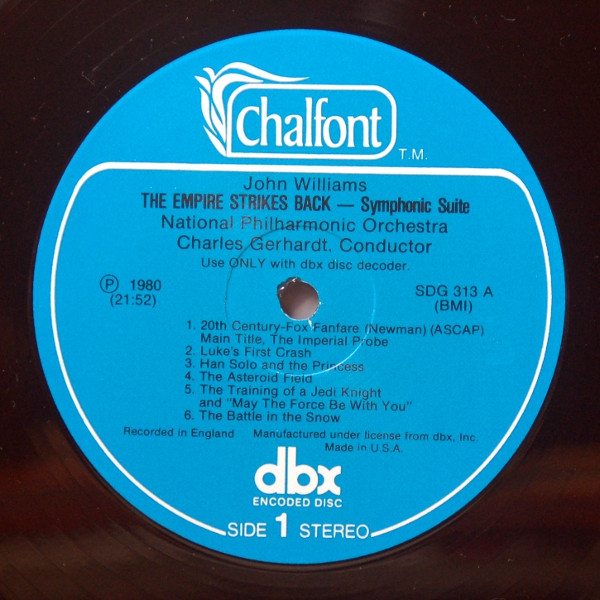 Chalfont
T.M.
John Williams
THE EMPIRE STRIKES BACK — Symphonic Suite
National Philharmonic Orchestra
Charles Gerhardt, Conductor
Use ONLY with dbx disc decoder.
Ⓟ 1980
(21:52)
SDG 313 A
(BMI)
1. 20th Century-Fox Fanfare (Newman) (ASCAP)
Main Title, The Imperial Probe
2. Luke's First Crash
3. Han Solo and the Princess
4. The Asteroid Field
5. The Training of a Jedi Knight
and "May The Force Be With You"
6. The Battle in the Snow
Recorded in England Manufactured under license from dbx, Inc.
Made in U.S.A.
dbx
ENCODED DISC
SIDE 1 STEREO